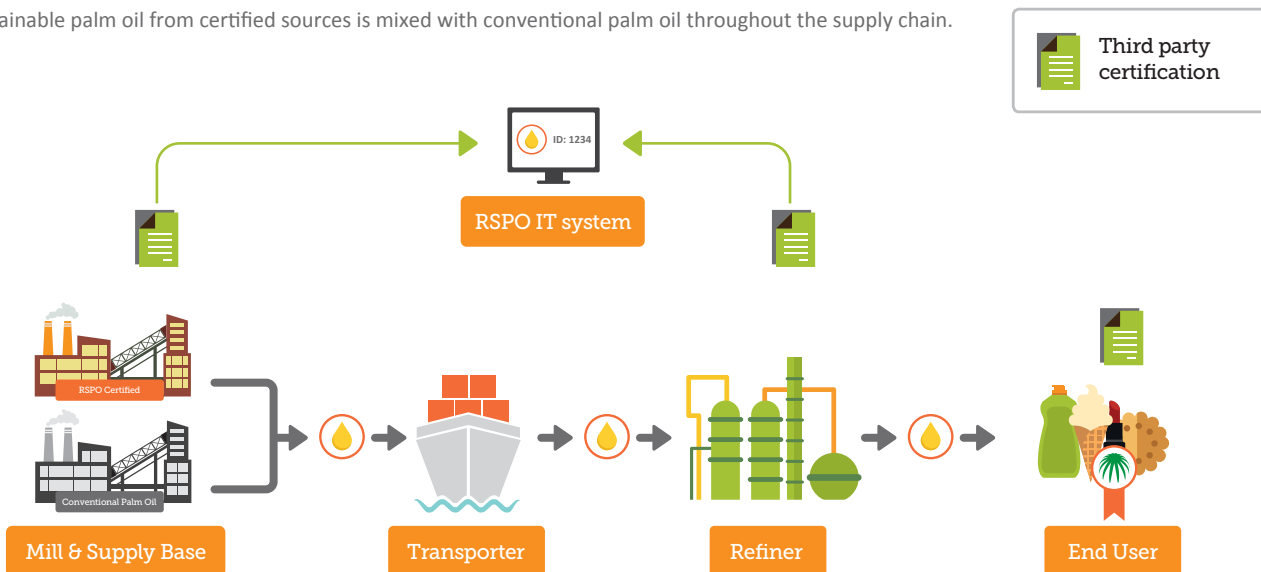 palm oil from certified sources is mixed with conventional palm oil throughout the supply chain.
Third party
certification
ID: 1234
RSPO IT system
RSPO Certified
Conventional Palm Oil
Mill & Supply Base
Transporter
Refiner
End User